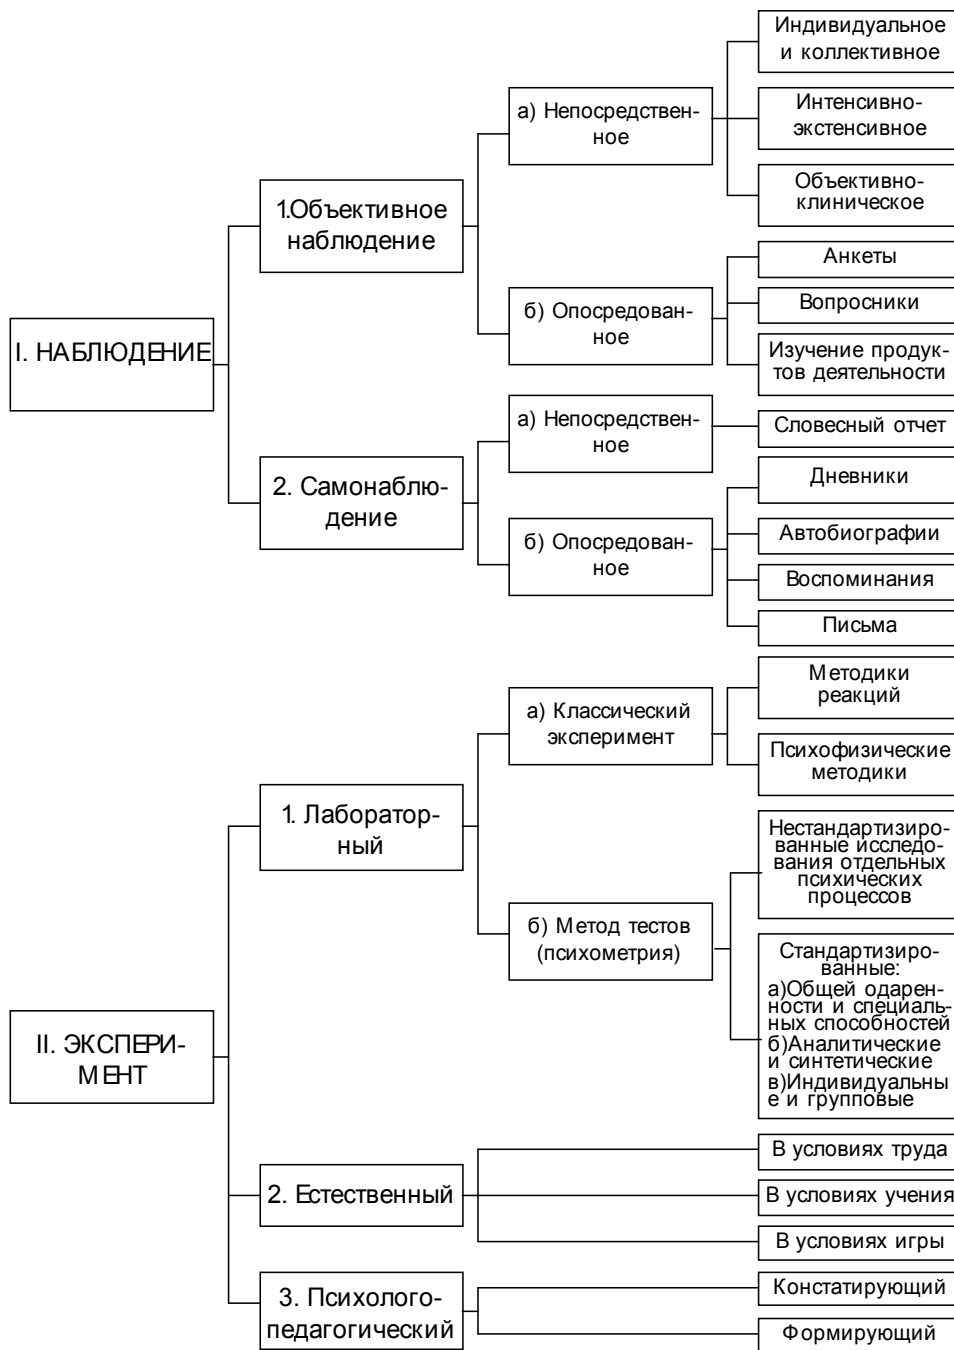 I. НАБЛЮДЕНИЕ
1.Объективное
наблюдение
а) Непосредствен-
ное
Индивидуальное
и коллективное
Интенсивно-
экстенсивное
Объективно-
клиническое
б) Опосредован-
ное
Анкеты
Вопросники
Изучение продук-
тов деятельности
2. Самонаблю-
дение
а) Непосредствен-
ное
Словесный отчет
б) Опосредован-
ное
Дневники
Автобиографии
Воспоминания
Письма
II. ЭКСПЕРИ-
МЕНТ
1. Лаборатор-
ный
а) Классический
эксперимент
Методики
реакций
Психофизические
методики
б) Метод тестов
(психометрия)
Нестандартизиро-
ванные исследо-
вания отдельных
психических
процессов
Стандартизиро-
ванные:
а)Общей одарен-
ности и специаль-
ных способностей
б)Аналитические
и синтетические
в)Индивидуальны
е и групповые
2. Естественный
В условиях труда
В условиях учения
В условиях игры
3. Психолого-
педагогический
Констатирующий
Формирующий